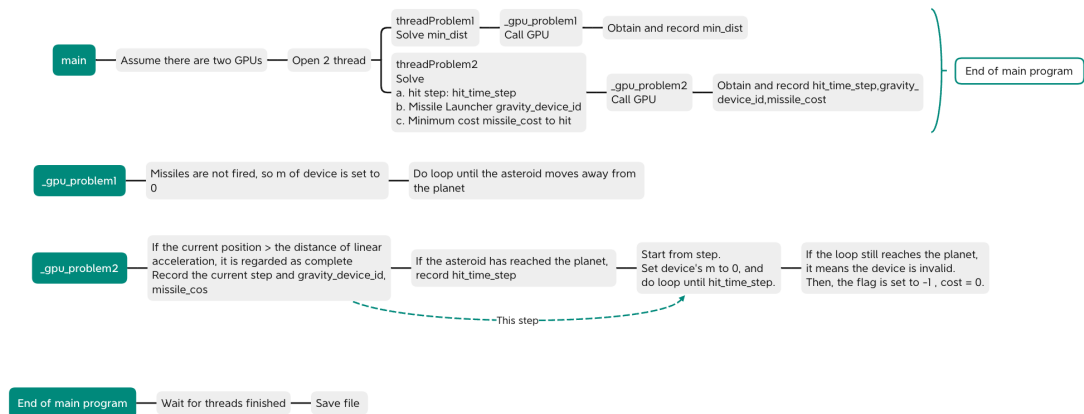 main
Assume there are two GPUs
Open 2 thread
threadProblem1
Solve min_dist
_gpu_problem1
Call GPU
Obtain and record min_dist
threadProblem2
Solve
a. hit step: hit_time_step
b. Missile Launcher gravity_device_id
c. Minimum cost missile_cost to hit
_gpu_problem2
Call GPU
Obtain and record hit_time_step,gravity_
device_id,missile_cost
End of main program
_gpu_problem1
Missiles are not fired, so m of device is set to
0
Do loop until the asteroid moves away from
the planet
_gpu_problem2
If the current position > the distance of linear
acceleration, it is regarded as complete
Record the current step and gravity_device_id,
missile_cos
If the asteroid has reached the planet,
record hit_time_step
Start from step.
Set device's m to 0, and
do loop until hit_time_step.
If the loop still reaches the planet,
it means the device is invalid.
Then, the flag is set to -1 , cost = 0.
This step
End of main program
Wait for threads finished
Save file